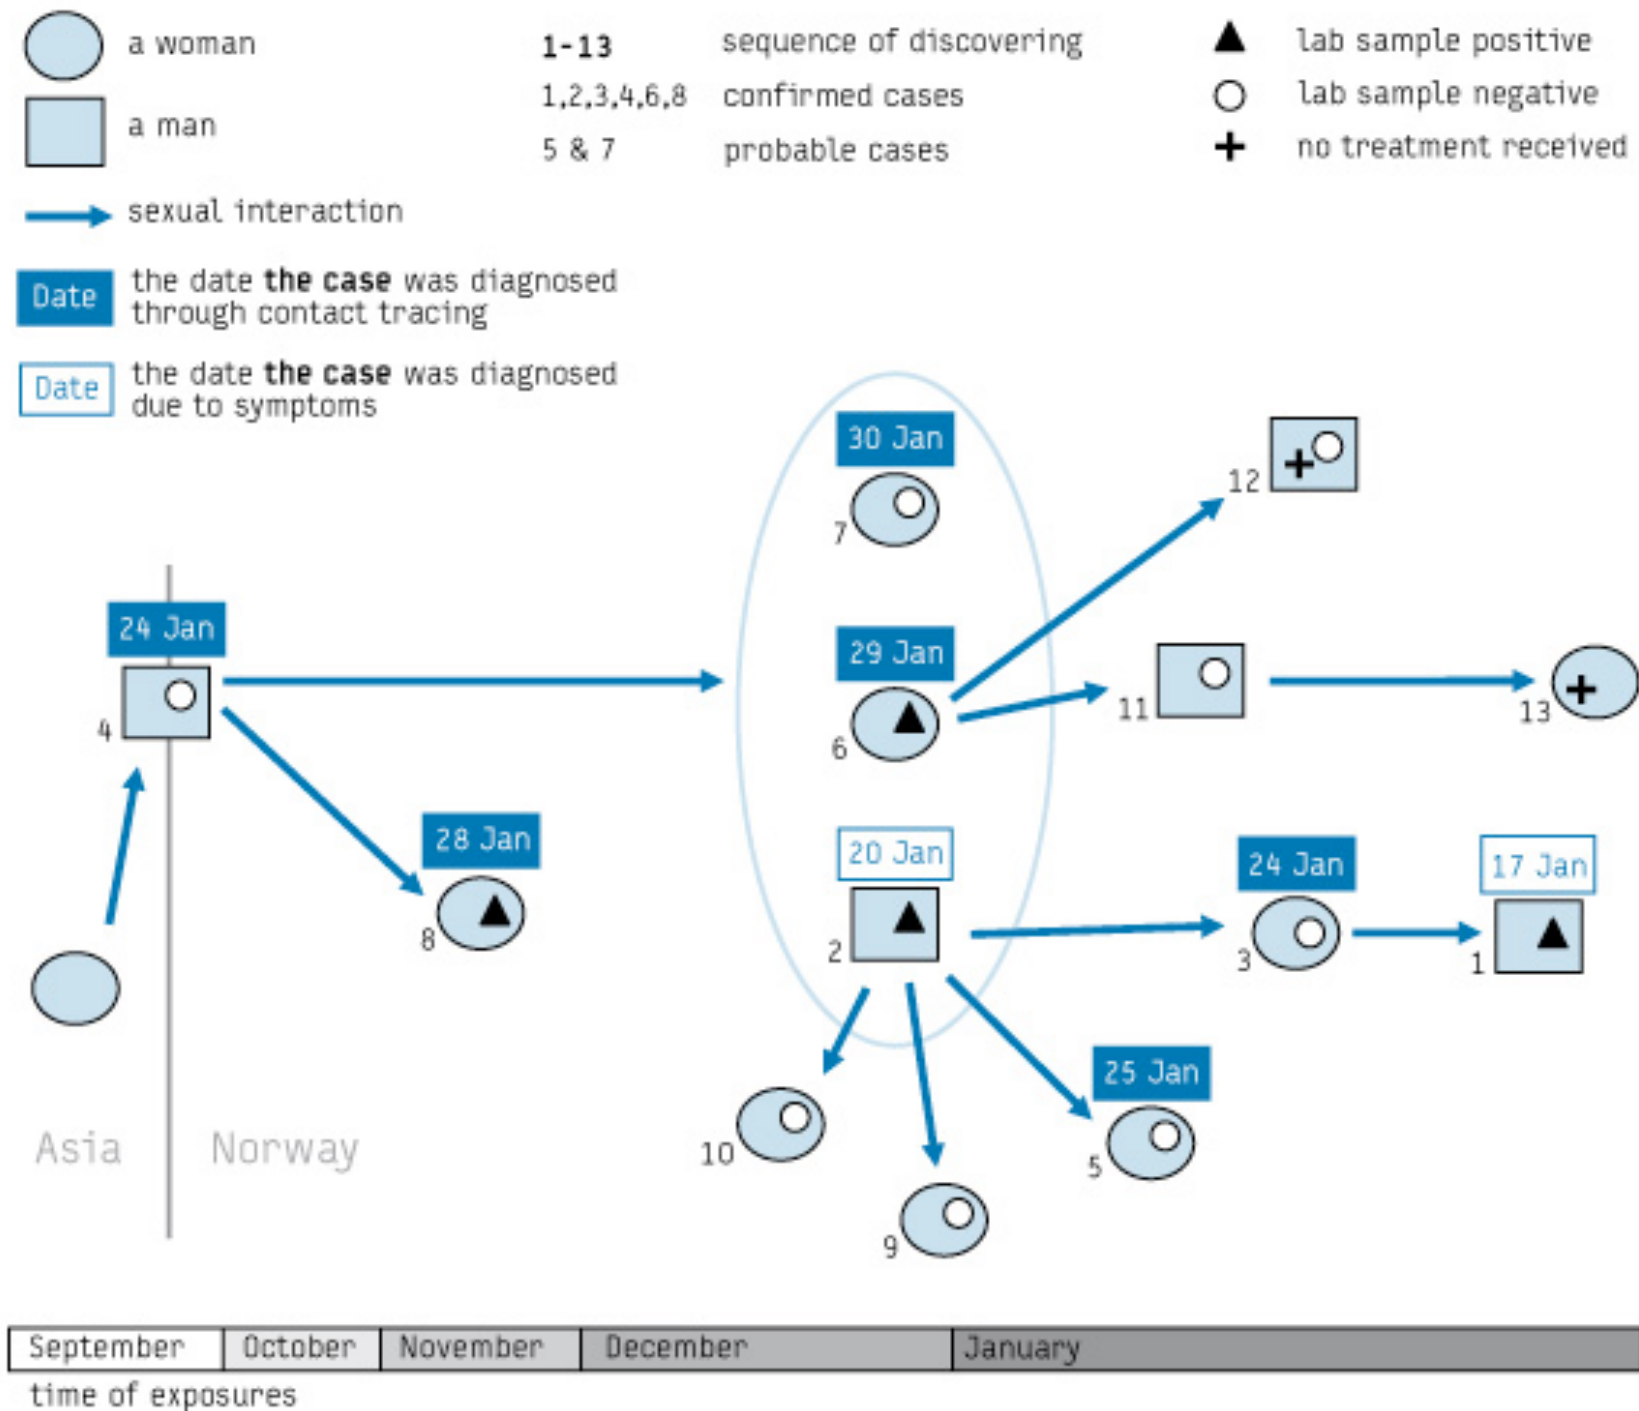 a woman
1-13 sequence of discovering
lab sample positive
1,2,3,4,6,8 confirmed cases
lab sample negative
a man
5 & 7 probable cases
no treatment received
sexual interaction
Date
the date the case was diagnosed
through contact tracing
Date
the date the case was diagnosed
due to symptoms
30 Jan
7
12
24 Jan
4
29 Jan
6
11
13
28 Jan
8
20 Jan
2
24 Jan
3
17 Jan
1
25 Jan
5
10
9
Asia
Norway
September October November December January
time of exposures